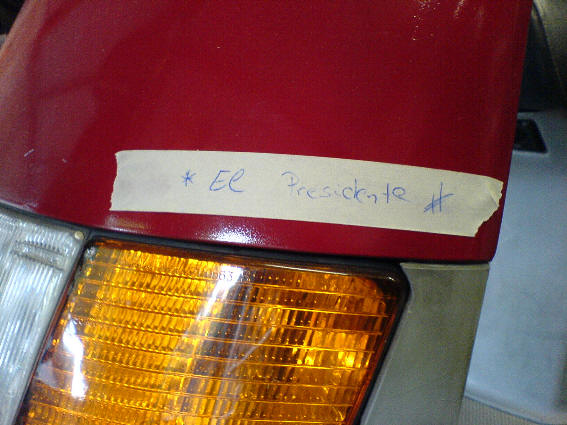 * El Presidente #